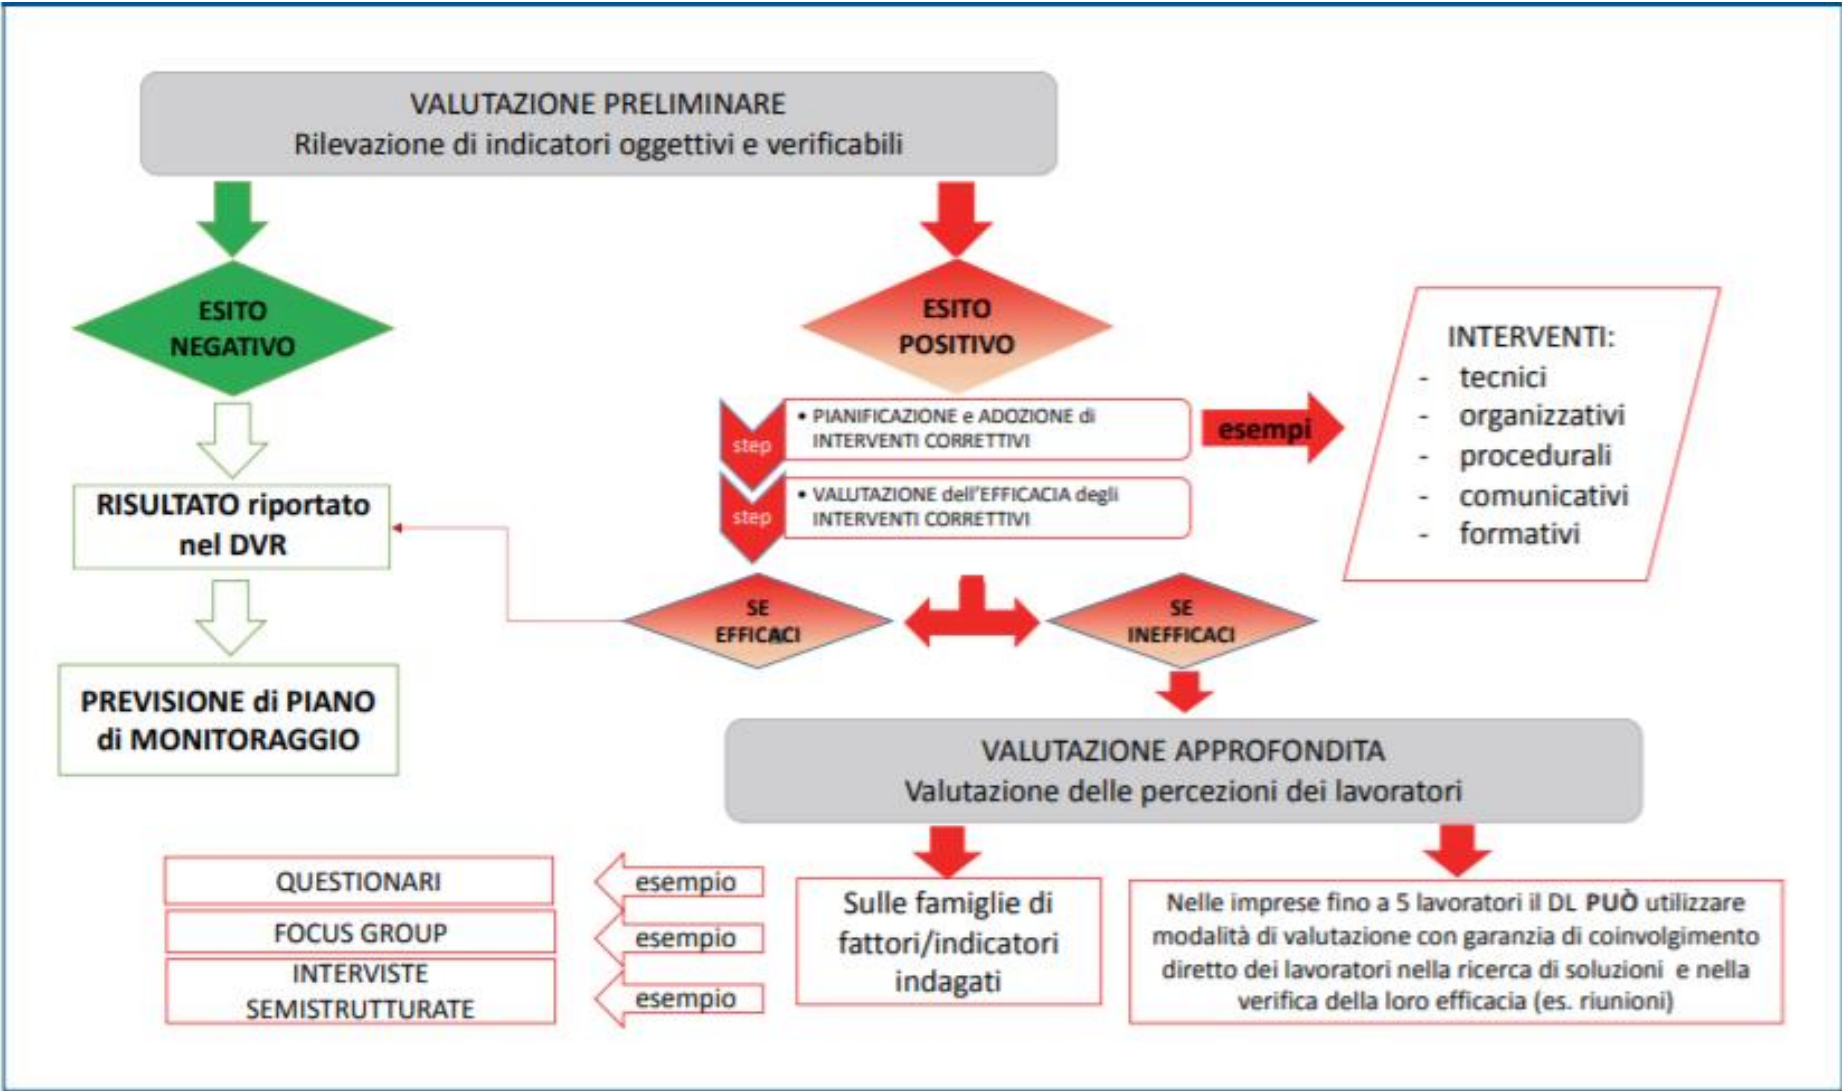 VALUTAZIONE PRELIMINARE
Rilevazione di indicatori oggettivi e verificabili
ESITO
NEGATIVO
ESITO
POSITIVO
RISULTATO riportato
nel DVR
PREVISIONE di PIANO
di MONITORAGGIO
step
• PIANIFICAZIONE e ADOZIONE di
INTERVENTI CORRETTIVI
esempi
INTERVENTI:
- tecnici
- organizzativi
- procedurali
- comunicativi
- formativi
step
• VALUTAZIONE dell'EFFICACIA degli
INTERVENTI CORRETTIVI
SE
EFFICACI
SE
INEFFICACI
VALUTAZIONE APPROFONDITA
Valutazione delle percezioni dei lavoratori
Sulle famiglie di
fattori/indicatori
indagati
esempio
QUESTIONARI
esempio
FOCUS GROUP
esempio
INTERVISTE
SEMISTRUTTURATE
Nelle imprese fino a 5 lavoratori il DL PUÒ utilizzare
modalità di valutazione con garanzia di coinvolgimento
diretto dei lavoratori nella ricerca di soluzioni e nella
verifica della loro efficacia (es. riunioni)